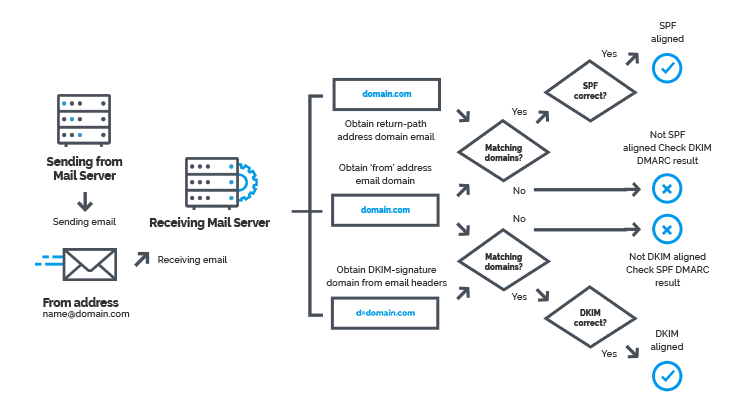 Sending from
Mail Server
Sending email
From address
name@domain.com
Receiving email
Receiving Mail Server
domain.com
Obtain return-path
address domain email
Obtain ‘from’ address
email domain
domain.com
Obtain DKIM-signature
domain from email headers
d=domain.com
Matching
domains?
Yes
No
SPF
correct?
Yes
SPF
aligned
Not SPF
aligned Check DKIM
DMARC result
Matching
domains?
No
Yes
Not DKIM aligned
Check SPF DMARC
result
DKIM
correct?
Yes
DKIM
aligned